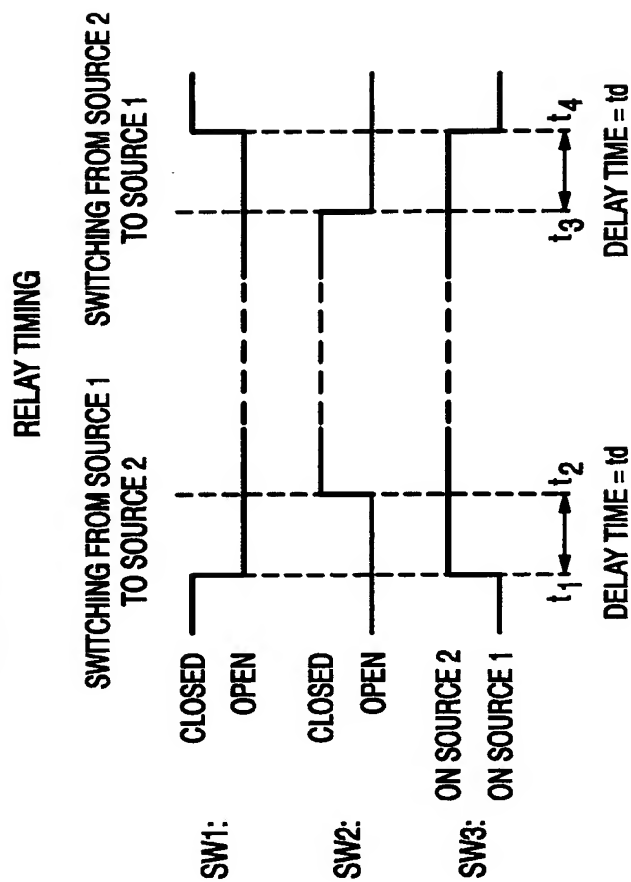 RELAY TIMING
SWITCHING FROM SOURCE 1
TO SOURCE 2
SWITCHING FROM SOURCE 2
TO SOURCE 1
SW1:
CLOSED
OPEN
SW2:
CLOSED
OPEN
SW3:
ON SOURCE 2
ON SOURCE 1
t1
t2
t3
t4
DELAY TIME = td
DELAY TIME = td